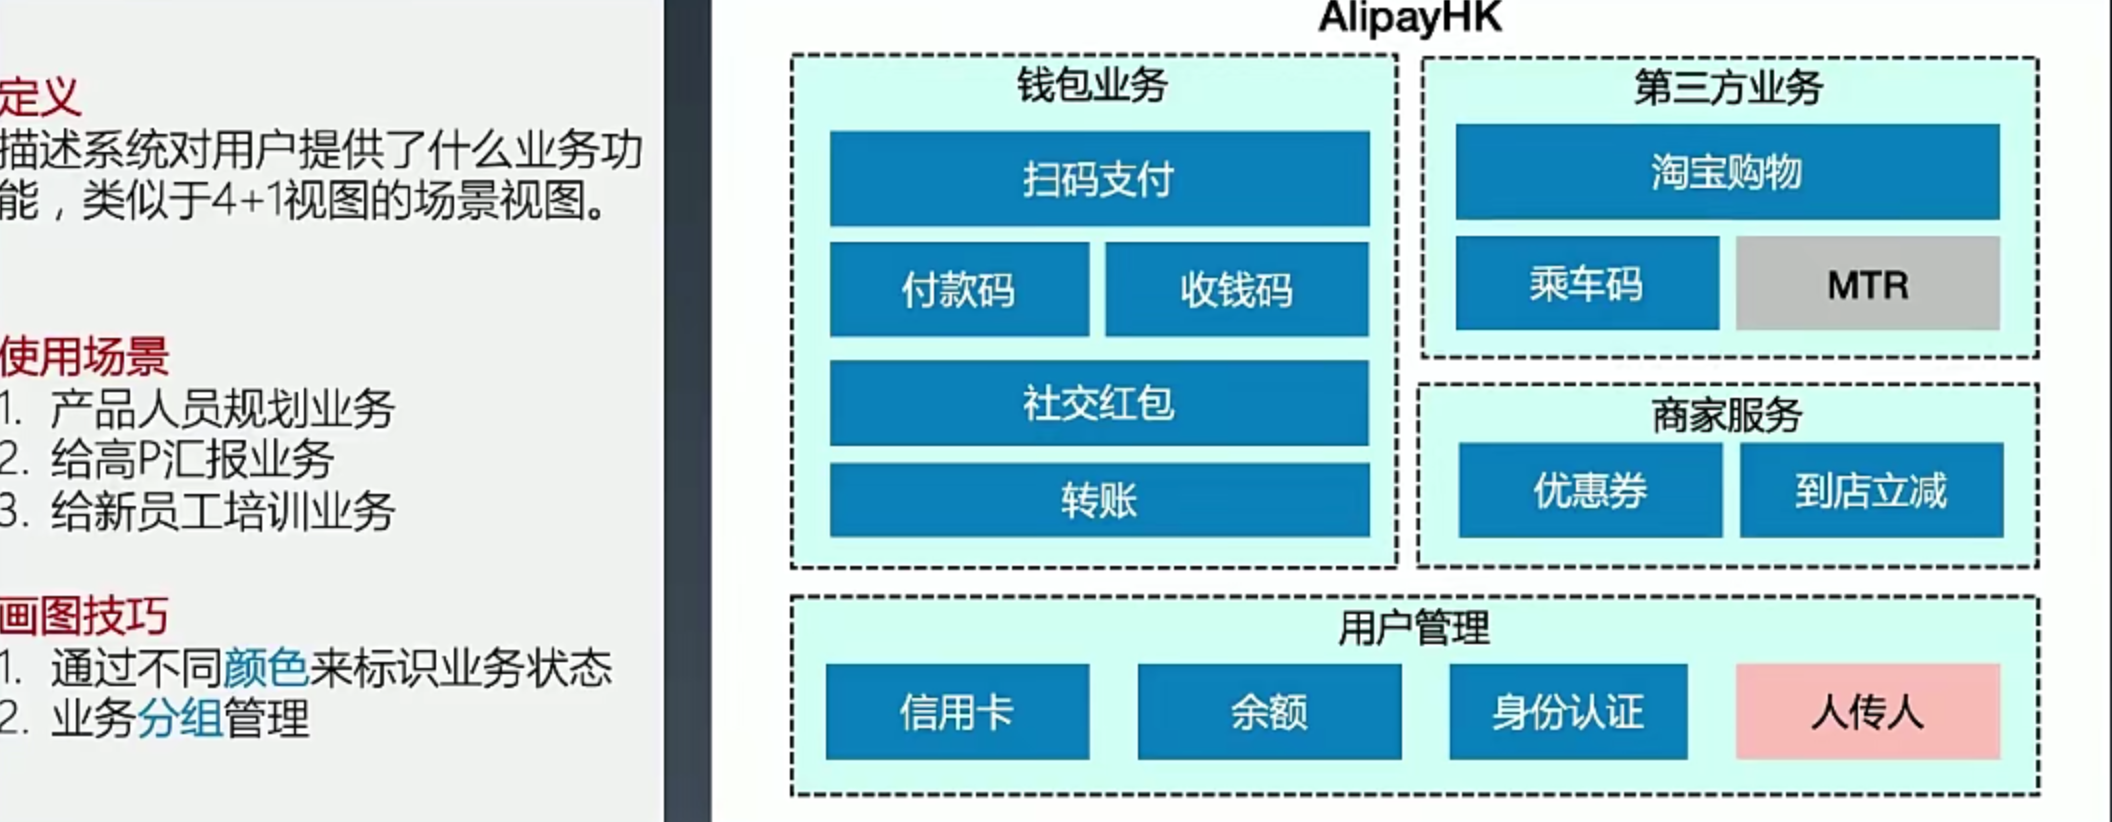 定义
描述系统对用户提供了什么业务功
能，类似于4+1视图的场景视图。
使用场景
1. 产品人员规划业务
2. 给高P汇报业务
3. 给新员工培训业务
画图技巧
1. 通过不同颜色来标识业务状态
2. 业务分组管理
AlipayHK
钱包业务
扫码支付
付款码 收钱码
社交红包
转账
第三方业务
淘宝购物
乘车码 MTR
商家服务
优惠券 到店立减
用户管理
信用卡 余额 身份认证 人传人